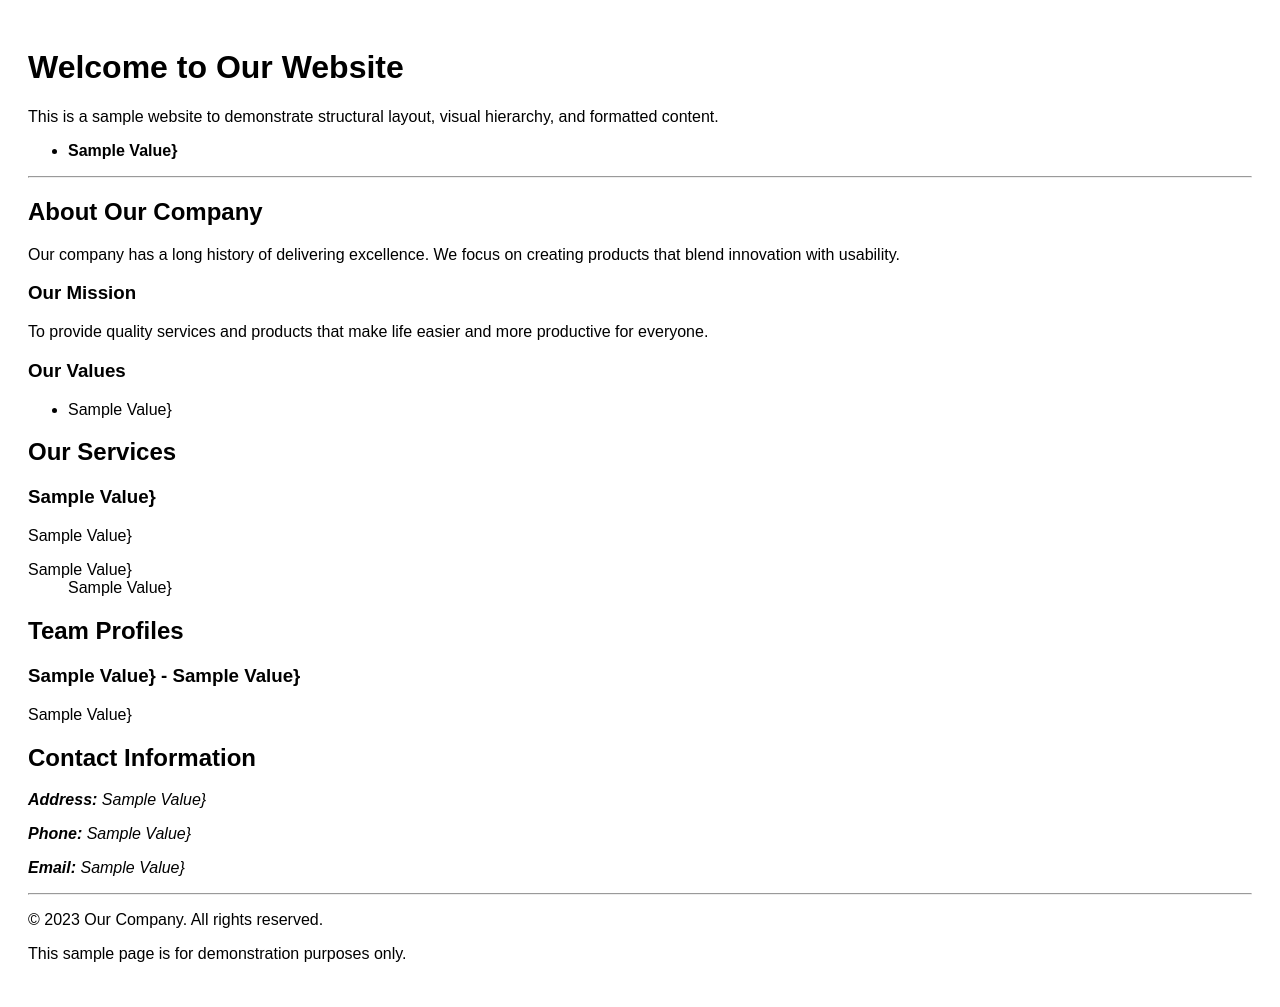 Welcome to Our Website
This is a sample website to demonstrate structural layout, visual hierarchy, and formatted content.
Sample Value}
About Our Company
Our company has a long history of delivering excellence. We focus on creating products that blend innovation with usability.
Our Mission
To provide quality services and products that make life easier and more productive for everyone.
Our Values
Sample Value}
Our Services
Sample Value}
Sample Value}
Sample Value}
Sample Value}
Team Profiles
Sample Value} - Sample Value}
Sample Value}
Contact Information
Address: Sample Value}
Phone: Sample Value}
Email: Sample Value}
© 2023 Our Company. All rights reserved.
This sample page is for demonstration purposes only.